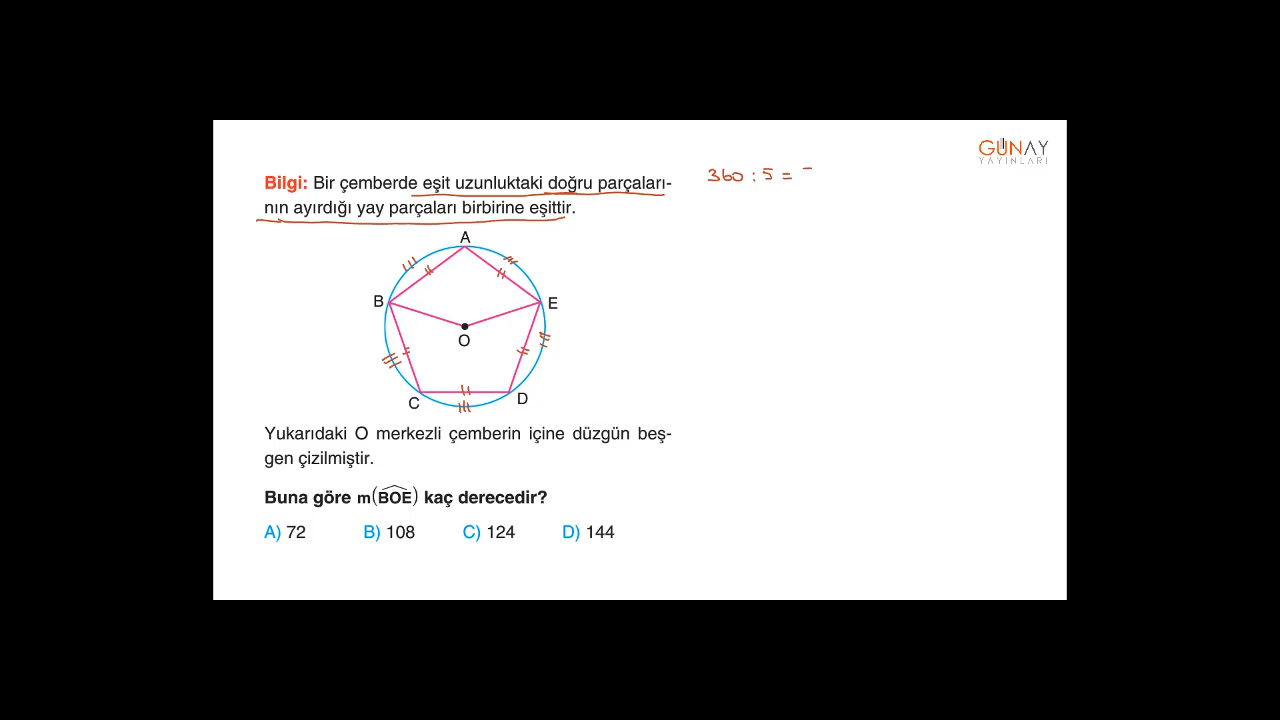 GÜNAY
YAYINLARI
Bilgi: Bir çemberde eşit uzunluktaki doğru parçaları-
nın ayırdığı yay parçaları birbirine eşittir.
360 : 5 =
A
B
E
O
C
D
Yukarıdaki O merkezli çemberin içine düzgün beş-
gen çizilmiştir.
Buna göre m(BOE) kaç derecedir?
A) 72 B) 108 C) 124 D) 144